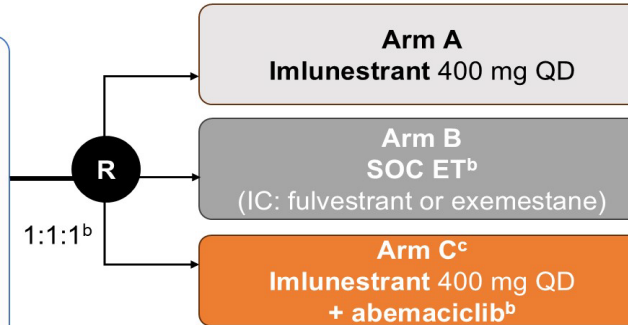 Arm A
Imlunestrant 400 mg QD
R
1:1:1ᵇ
Arm B
SOC ETᵇ
(IC: fulvestrant or exemestane)
Arm Cᶜ
Imlunestrant 400 mg QD
+ abemaciclibᵇ